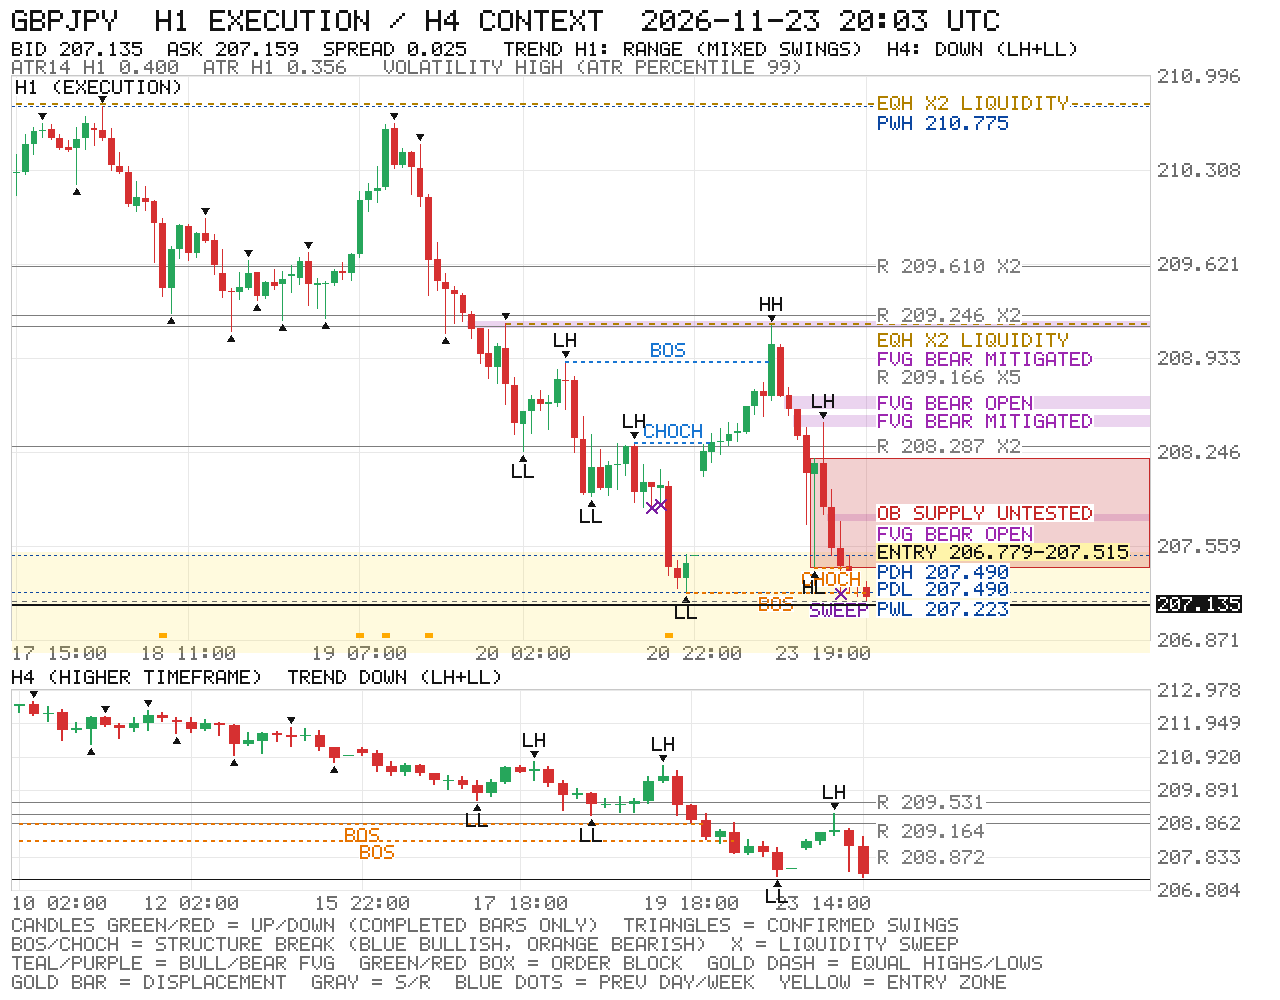 GBPJPY H1 EXECUTION / H4 CONTEXT 2026-11-23 20:03 UTC
BID 207.135 ASK 207.159 SPREAD 0.025 TREND H1: RANGE (MIXED SWINGS) H4: DOWN (LH+LL)
ATR14 H1 0.400 ATR H1 0.356 VOLATILITY HIGH (ATR PERCENTILE 99)
H1 (EXECUTION)
210.996
EQH X2 LIQUIDITY
PWH 210.775
210.308
R 209.610 X2
209.621
HH
R 209.246 X2
LH
BOS
EQH X2 LIQUIDITY
FVG BEAR MITIGATED
208.933
R 209.166 X5
LH
FVG BEAR OPEN
LH
CHOCH
FVG BEAR MITIGATED
R 208.287 X2
208.246
LL
LL
OB SUPPLY UNTESTED
FVG BEAR OPEN
207.559
ENTRY 206.779-207.515
CHOCH
PDH 207.490
HL
PDL 207.490
LL
BOS
SWEEP
PWL 207.223
207.135
206.871
17 15:00 18 11:00 19 07:00 20 02:00 20 22:00 23 19:00
H4 (HIGHER TIMEFRAME) TREND DOWN (LH+LL)
212.978
211.949
LH
LH
210.920
LH
209.891
R 209.531
LL
LL
BOS
R 209.164
208.862
BOS
R 208.872
207.833
LL
206.804
10 02:00 12 02:00 15 22:00 17 18:00 19 18:00 23 14:00
CANDLES GREEN/RED = UP/DOWN (COMPLETED BARS ONLY) TRIANGLES = CONFIRMED SWINGS
BOS/CHOCH = STRUCTURE BREAK (BLUE BULLISH, ORANGE BEARISH) X = LIQUIDITY SWEEP
TEAL/PURPLE = BULL/BEAR FVG GREEN/RED BOX = ORDER BLOCK GOLD DASH = EQUAL HIGHS/LOWS
GOLD BAR = DISPLACEMENT GRAY = S/R BLUE DOTS = PREV DAY/WEEK YELLOW = ENTRY ZONE